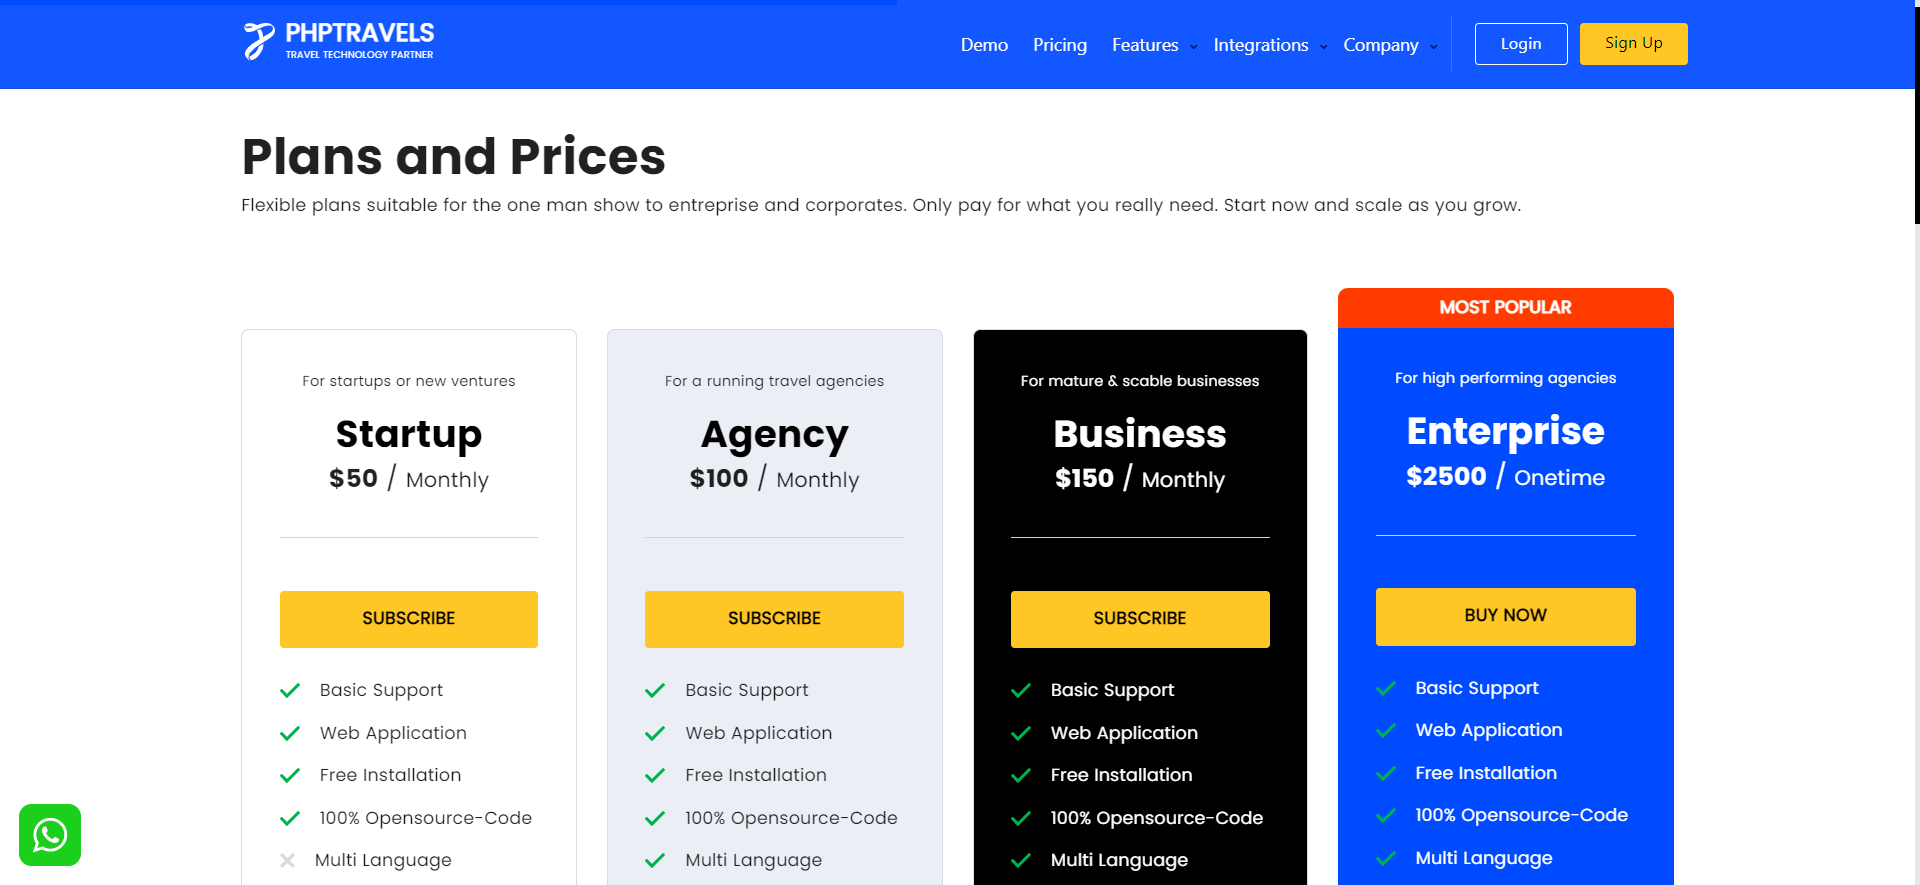 PHPTRAVELS
TRAVEL TECHNOLOGY PARTNER
Demo Pricing Features Integrations Company Login Sign Up
Plans and Prices
Flexible plans suitable for the one man show to entreprise and corporates. Only pay for what you really need. Start now and scale as you grow.
For startups or new ventures
Startup
$50 / Monthly
SUBSCRIBE
Basic Support
Web Application
Free Installation
100% Opensource-Code
Multi Language
For a running travel agencies
Agency
$100 / Monthly
SUBSCRIBE
Basic Support
Web Application
Free Installation
100% Opensource-Code
Multi Language
For mature & scable businesses
Business
$150 / Monthly
SUBSCRIBE
Basic Support
Web Application
Free Installation
100% Opensource-Code
Multi Language
MOST POPULAR
For high performing agencies
Enterprise
$2500 / Onetime
BUY NOW
Basic Support
Web Application
Free Installation
100% Opensource-Code
Multi Language